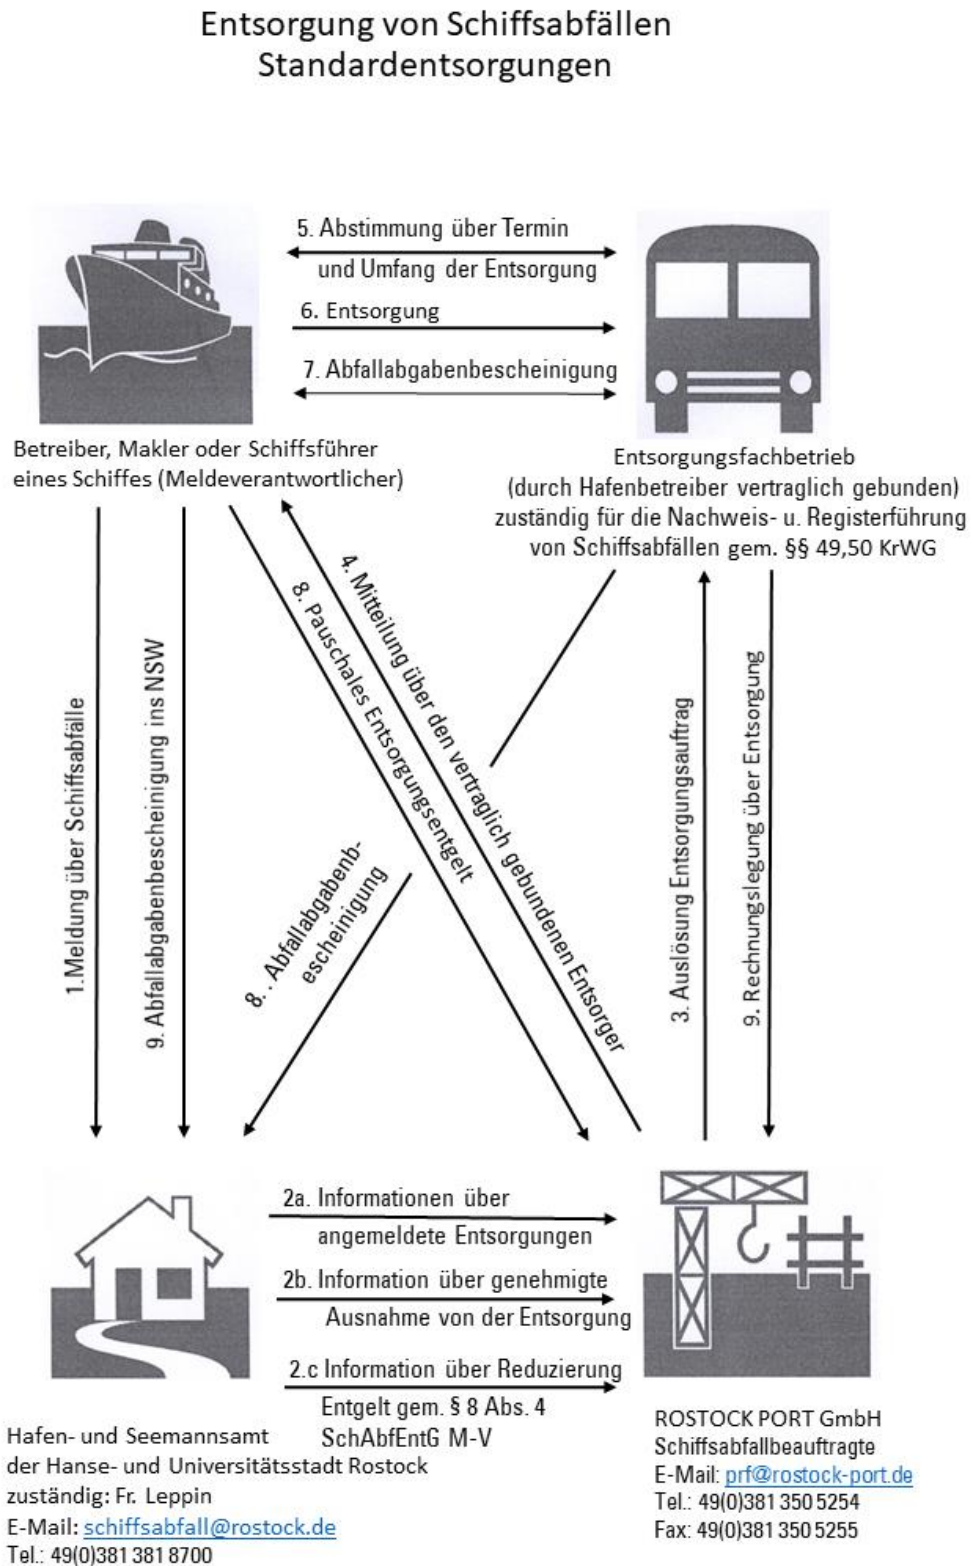 Entsorgung von Schiffsabfällen
Standardentsorgungen
5. Abstimmung über Termin
und Umfang der Entsorgung
6. Entsorgung
7. Abfallabgabenbescheinigung
Betreiber, Makler oder Schiffsführer
eines Schiffes (Meldeverantwortlicher)
Entsorgungsfachbetrieb
(durch Hafenbetreiber vertraglich gebunden)
zuständig für die Nachweis- u. Registerführung
von Schiffsabfällen gem. §§ 49,50 KrWG
1.Meldung über Schiffsabfälle
9. Abfallabgabenbescheinigung ins NSW
8. Pauschales Entsorgungsentgelt
4. Mitteilung über den vertraglich gebundenen Entsorger
8. . Abfallabgabenb-
escheinigung
3. Auslösung Entsorgungsauftrag
9. Rechnungslegung über Entsorgung
2a. Informationen über
angemeldete Entsorgungen
2b. Information über genehmigte
Ausnahme von der Entsorgung
2.c Information über Reduzierung
Entgelt gem. § 8 Abs. 4
SchAbfEntG M-V
Hafen- und Seemannsamt
der Hanse- und Universitätsstadt Rostock
zuständig: Fr. Leppin
E-Mail: schiffsabfall@rostock.de
Tel.: 49(0)381 381 8700
ROSTOCK PORT GmbH
Schiffsabfallbeauftragte
E-Mail: prf@rostock-port.de
Tel.: 49(0)381 350 5254
Fax: 49(0)381 350 5255